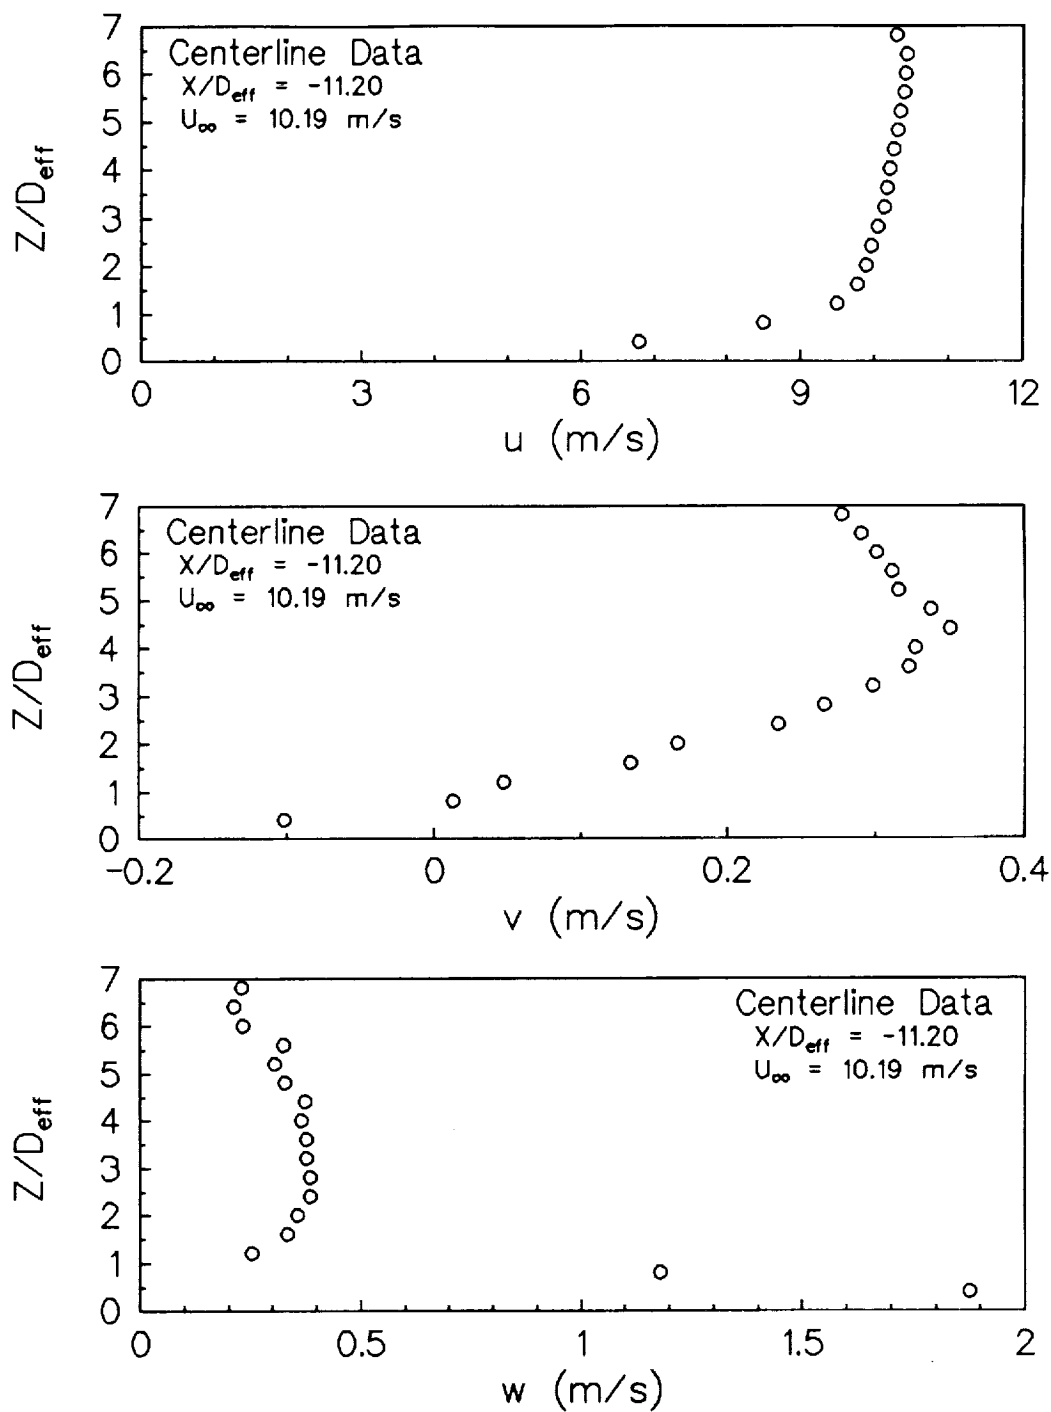 7
6
5
4
3
2
1
0
Z/D_eff
Centerline Data
X/D_eff = -11.20
U_∞ = 10.19 m/s
0 3 6 9 12
u (m/s)
7
6
5
4
3
2
1
0
Z/D_eff
Centerline Data
X/D_eff = -11.20
U_∞ = 10.19 m/s
-0.2 0 0.2 0.4
v (m/s)
7
6
5
4
3
2
1
0
Z/D_eff
Centerline Data
X/D_eff = -11.20
U_∞ = 10.19 m/s
0 0.5 1 1.5 2
w (m/s)